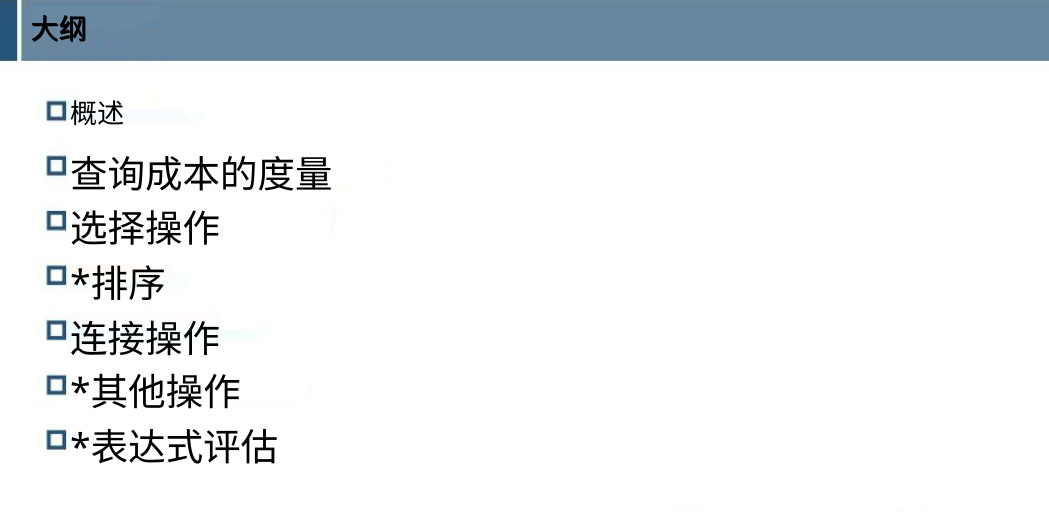 大纲
概述
查询成本的度量
选择操作
*排序
连接操作
*其他操作
*表达式评估